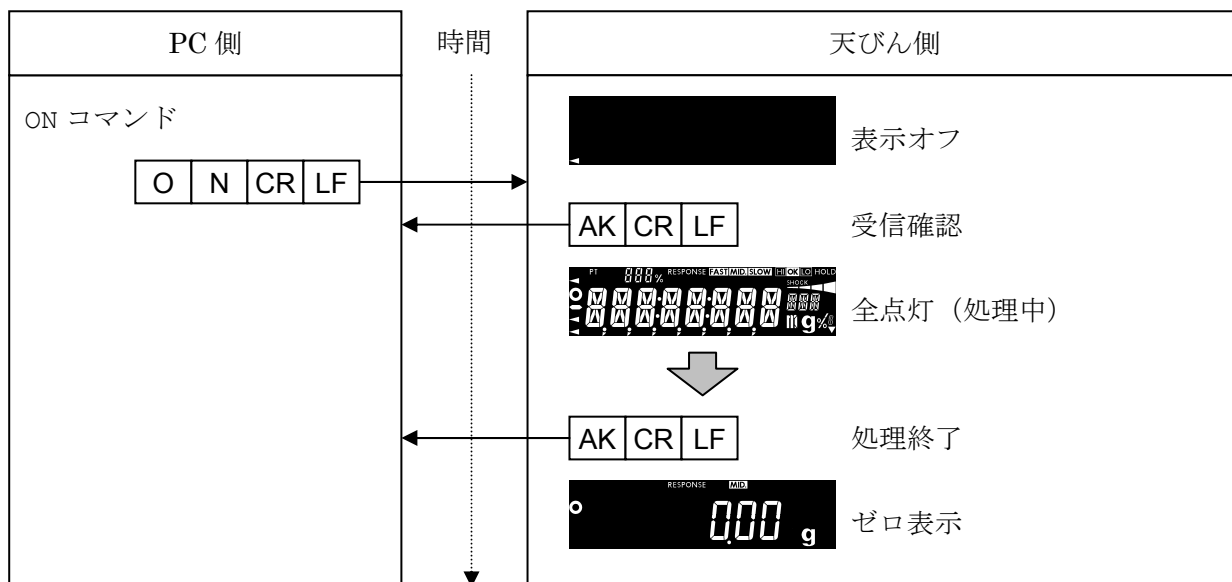 PC 側
時間
天びん側
ON コマンド
表示オフ
O N CR LF
AK CR LF
受信確認
PT 888% RESPONSE FAST MID. SLOW HI OK LO HOLD
SHOCK
g %
全点灯（処理中）
AK CR LF
処理終了
RESPONSE MID.
0.00 g
ゼロ表示